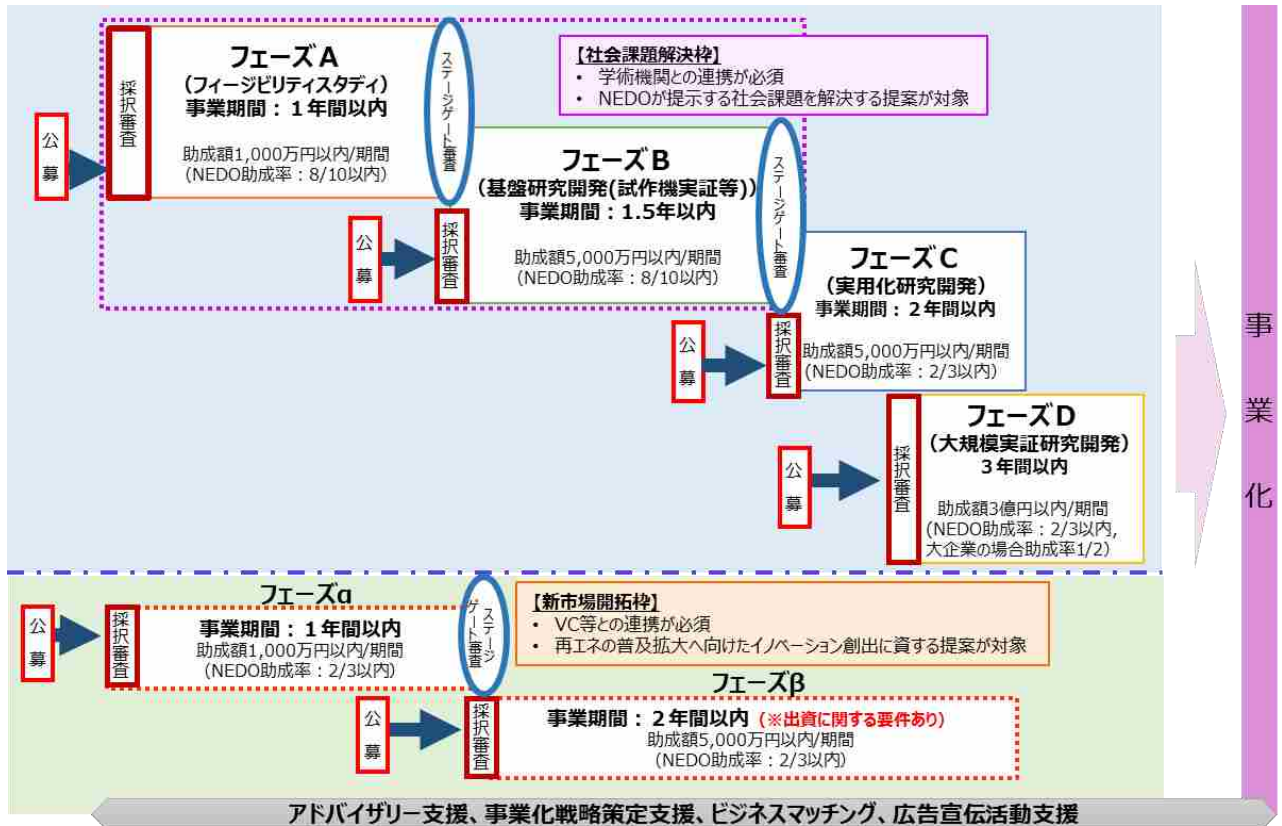 フェーズA
(フィージビリティスタディ)
事業期間：1年間以内
助成額1,000万円以内/期間
(NEDO助成率：8/10以内)
公募
採択審査
ステージゲート審査
【社会課題解決枠】
• 学術機関との連携が必須
• NEDOが提示する社会課題を解決する提案が対象
フェーズB
(基盤研究開発(試作機実証等))
事業期間：1.5年以内
助成額5,000万円以内/期間
(NEDO助成率：8/10以内)
公募
採択審査
ステージゲート審査
フェーズC
(実用化研究開発)
事業期間：2年間以内
助成額5,000万円以内/期間
(NEDO助成率：2/3以内)
公募
採択審査
フェーズD
(大規模実証研究開発)
3年間以内
助成額3億円以内/期間
(NEDO助成率：2/3以内,
大企業の場合助成率1/2)
公募
採択審査
事業化
フェーズα
事業期間：1年間以内
助成額1,000万円以内/期間
(NEDO助成率：2/3以内)
公募
採択審査
ステージゲート審査
【新市場開拓枠】
• VC等との連携が必須
• 再エネの普及拡大へ向けたイノベーション創出に資する提案が対象
フェーズβ
事業期間：2年間以内 (※出資に関する要件あり)
助成額5,000万円以内/期間
(NEDO助成率：2/3以内)
公募
採択審査
アドバイザリー支援、事業化戦略策定支援、ビジネスマッチング、広告宣伝活動支援